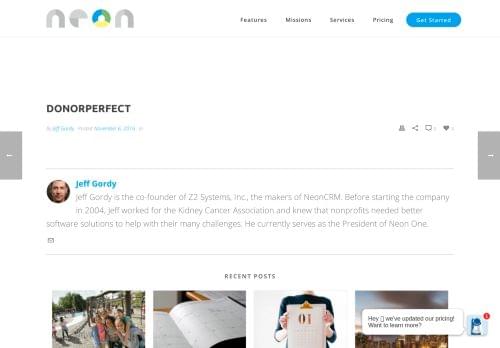 neon
Features Missions Services Pricing Get Started
DONORPERFECT
By Jeff Gordy Posted November 6, 2016 In
0 0
← →
Jeff Gordy
Jeff Gordy is the co-founder of Z2 Systems, Inc., the makers of NeonCRM. Before starting the company
in 2004, Jeff worked for the Kidney Cancer Association and knew that nonprofits needed better
software solutions to help with their many challenges. He currently serves as the President of Neon One.
RECENT POSTS
01
Hey we've updated our pricing!
Want to learn more?
1